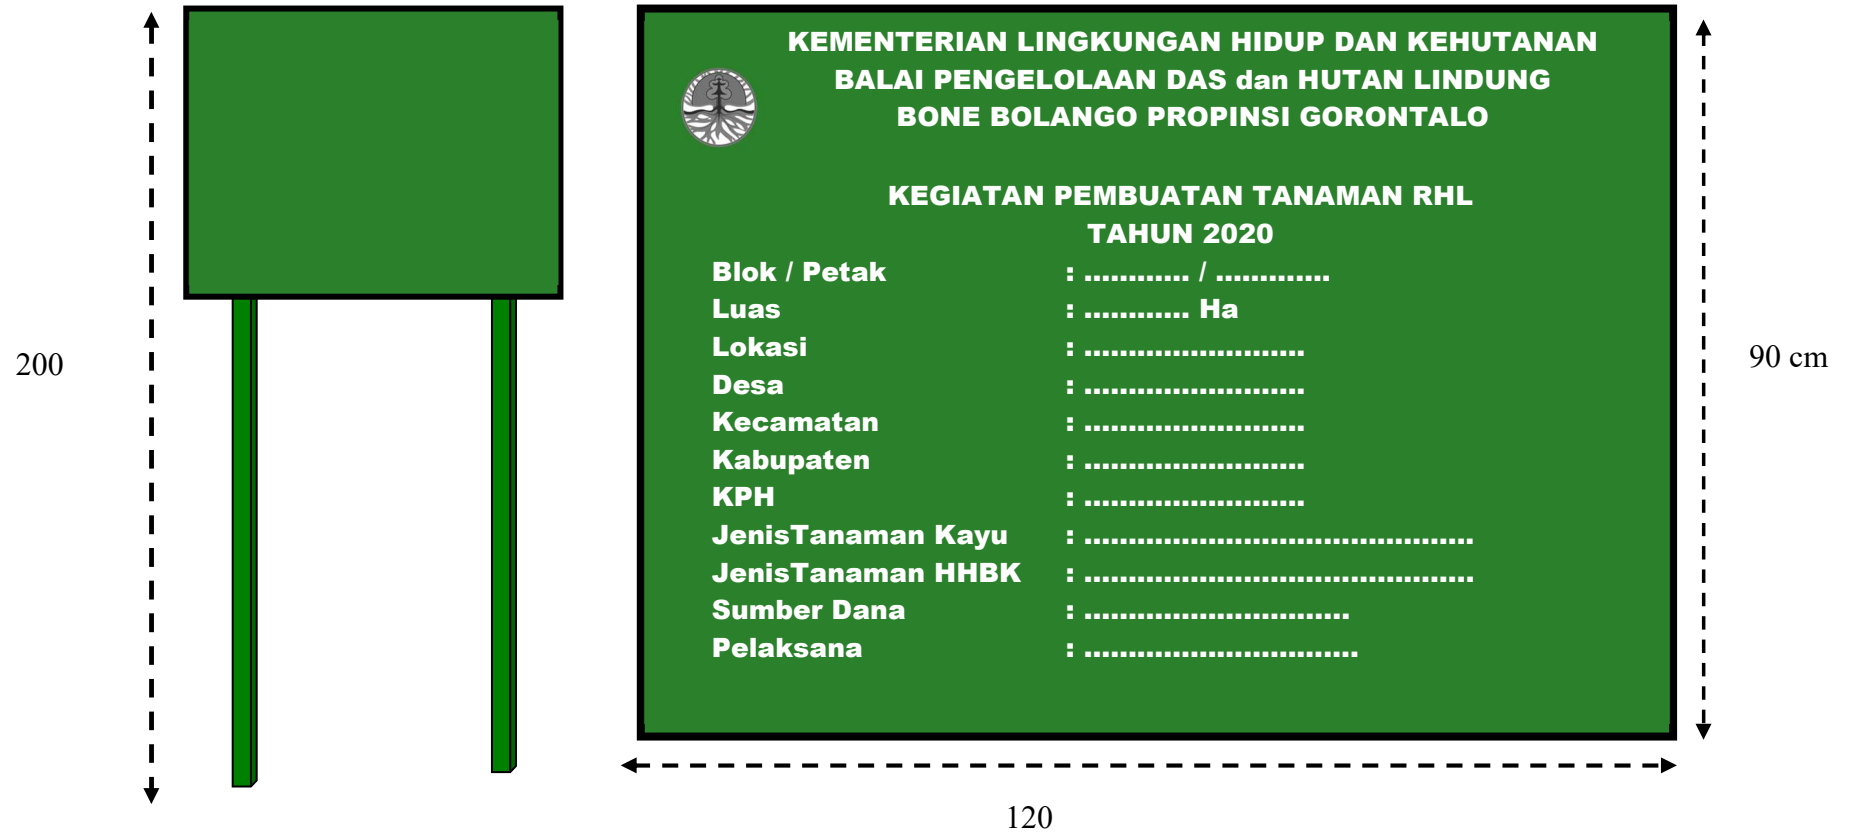 200
KEMENTERIAN LINGKUNGAN HIDUP DAN KEHUTANAN
BALAI PENGELOLAAN DAS dan HUTAN LINDUNG
BONE BOLANGO PROPINSI GORONTALO
KEGIATAN PEMBUATAN TANAMAN RHL
TAHUN 2020
Blok / Petak : ............ / .............
Luas : ............ Ha
Lokasi : .........................
Desa : .........................
Kecamatan : .........................
Kabupaten : .........................
KPH : .........................
JenisTanaman Kayu : ............................................
JenisTanaman HHBK : ............................................
Sumber Dana : ..............................
Pelaksana : ...............................
90 cm
120